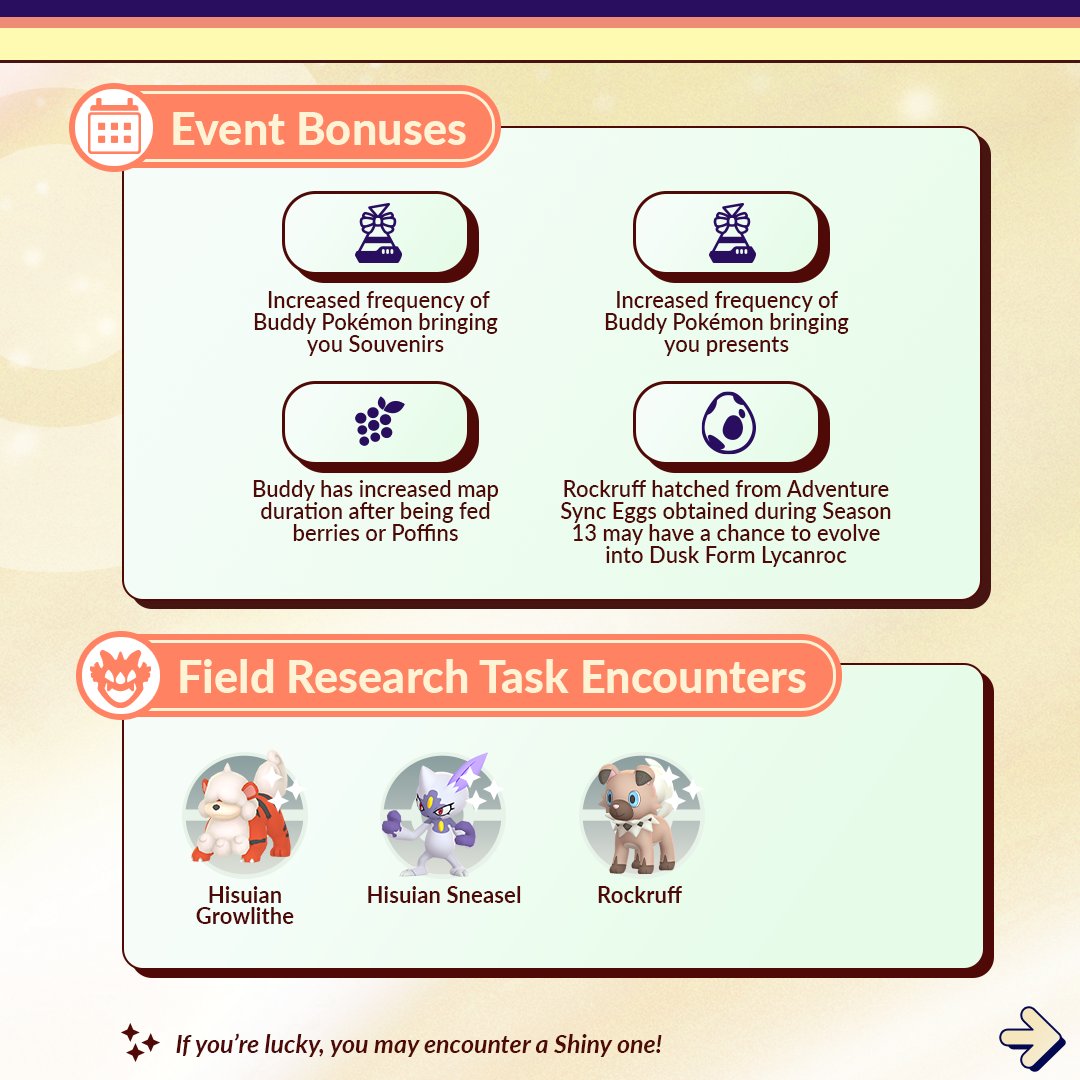 Event Bonuses
Increased frequency of
Buddy Pokémon bringing
you Souvenirs
Increased frequency of
Buddy Pokémon bringing
you presents
Buddy has increased map
duration after being fed
berries or Poffins
Rockruff hatched from Adventure
Sync Eggs obtained during Season
13 may have a chance to evolve
into Dusk Form Lycanroc
Field Research Task Encounters
Hisuian
Growlithe
Hisuian Sneasel
Rockruff
If you're lucky, you may encounter a Shiny one!